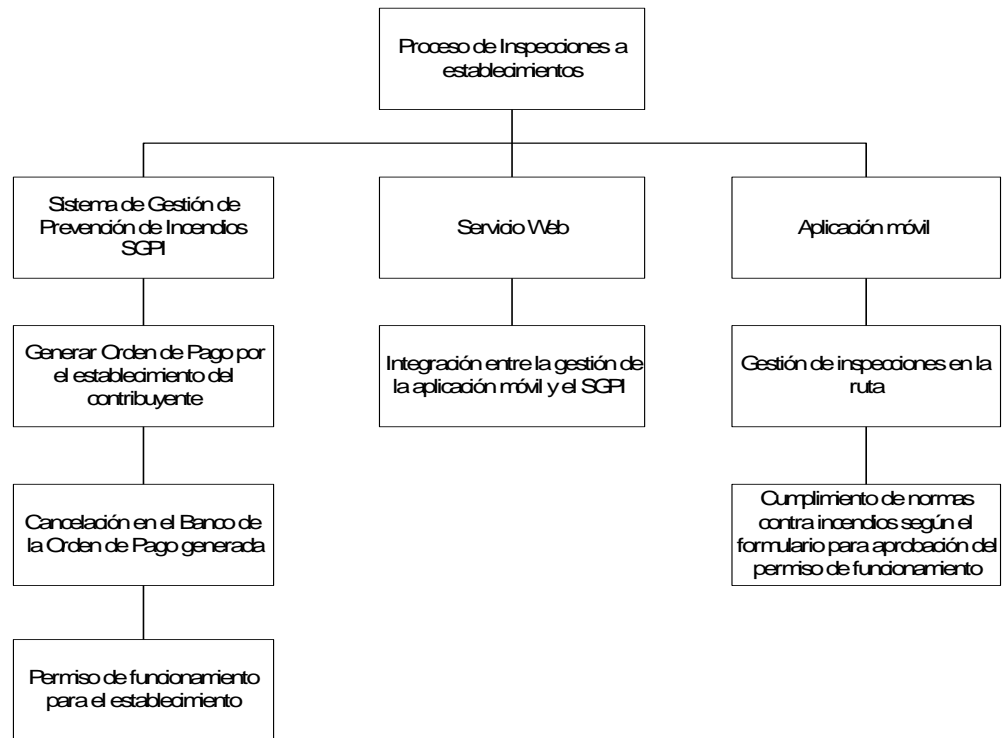 Proceso de Inspecciones a
establecimientos
Sistema de Gestión de
Prevención de Incendios
SGPI
Servicio Web
Aplicación móvil
Generar Orden de Pago por
el establecimiento del
contribuyente
Integración entre la gestión de
la aplicación móvil y el SGPI
Gestión de inspecciones en la
ruta
Cancelación en el Banco de
la Orden de Pago generada
Cumplimiento de normas
contra incendios según el
formulario para aprobación del
permiso de funcionamiento
Permiso de funcionamiento
para el establecimiento